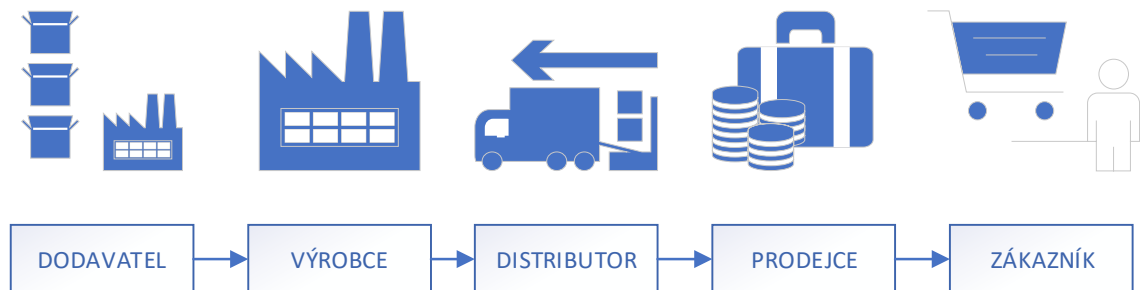 DODAVATEL
VÝROBCE
DISTRIBUTOR
PRODEJCE
ZÁKAZNÍK